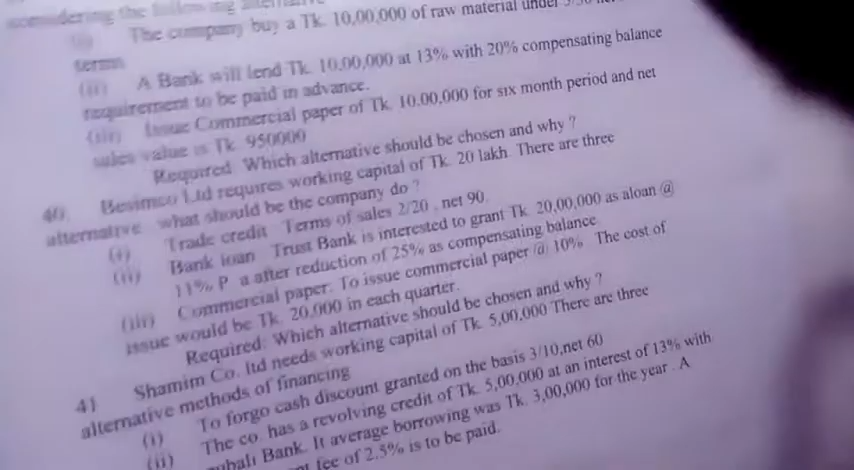 considering the following
The company buy a Tk. 10,00,000 of raw material under
terms
(ii) A Bank will lend Tk. 10,00,000 at 13% with 20% compensating balance
requirement to be paid in advance.
(iii) Issue Commercial paper of Tk. 10,00,000 for six month period and net
sales value is Tk. 950000
Required. Which alternative should be chosen and why ?
40. Besimco Ltd requires working capital of Tk. 20 lakh. There are three
alternative what should be the company do ?
(i) Trade credit Terms of sales 2/20 , net 90.
(ii) Bank loan Trust Bank is interested to grant Tk. 20,00,000 as aloan @
11% P a after reduction of 25% as compensating balance.
(iii) Commercial paper. To issue commercial paper @ 10% The cost of
issue would be Tk. 20,000 in each quarter.
Required: Which alternative should be chosen and why ?
41 Shamim Co. ltd needs working capital of Tk. 5,00,000 There are three
alternative methods of financing
(i) To forgo cash discount granted on the basis 3/10,net 60
(ii) The co. has a revolving credit of Tk. 5,00,000 at an interest of 13% with
Bank. It average borrowing was Tk. 3,00,000 for the year . A
fee of 2.5% is to be paid.